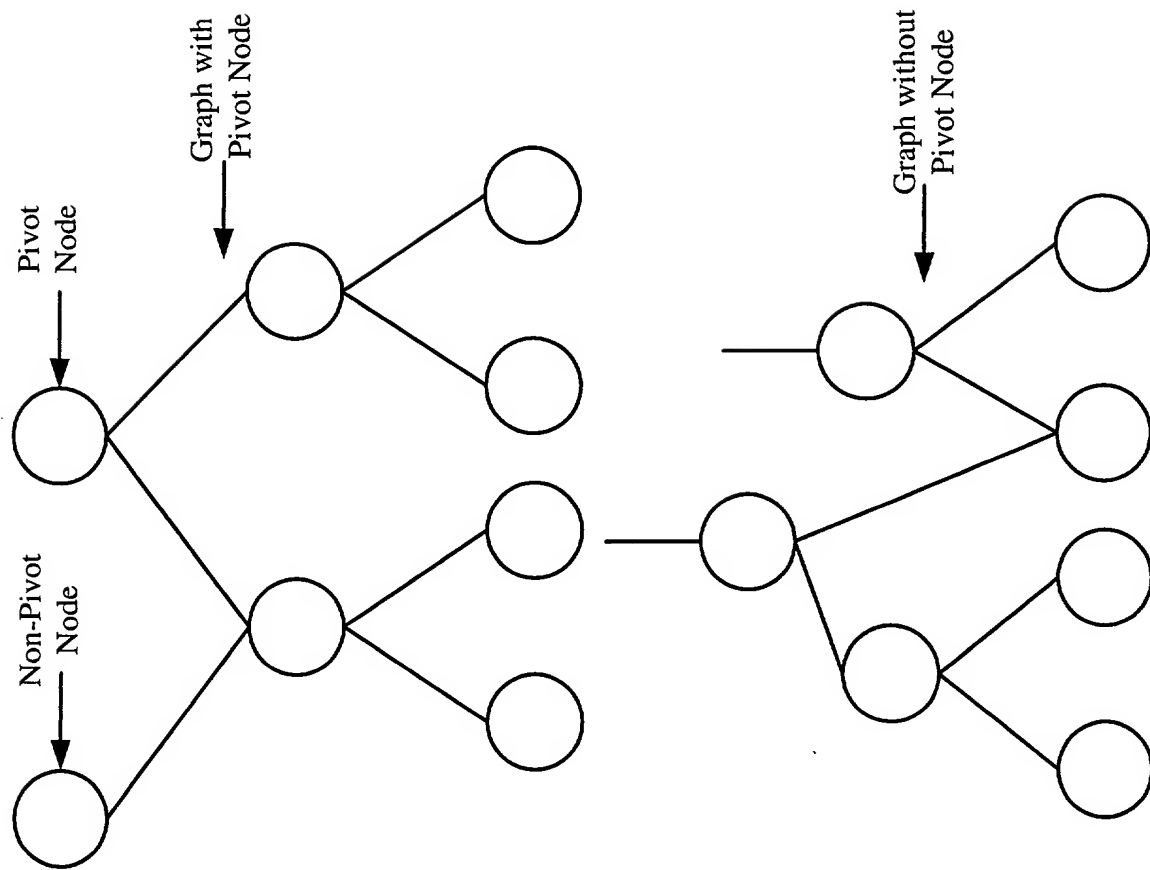 Non-Pivot
Node
Pivot
Node
Graph with
Pivot Node
Graph without
Pivot Node